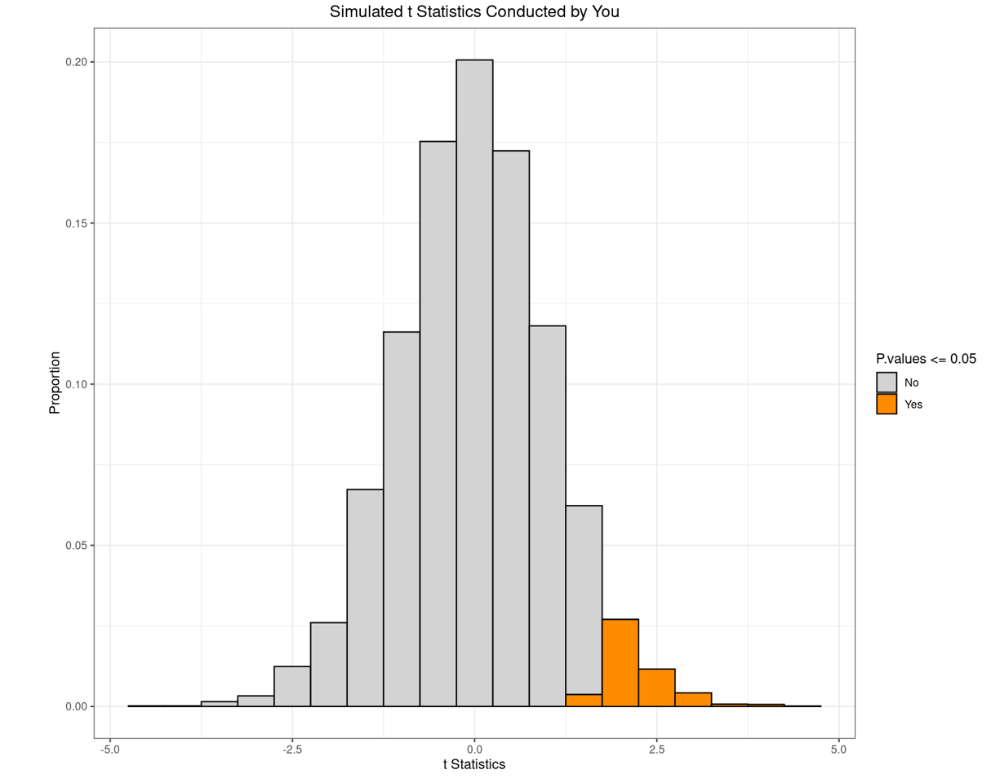 Simulated t Statistics Conducted by You
0.20
0.15
0.10
0.05
0.00
Proportion
-5.0
-2.5
0.0
2.5
5.0
t Statistics
P.values <= 0.05
No
Yes